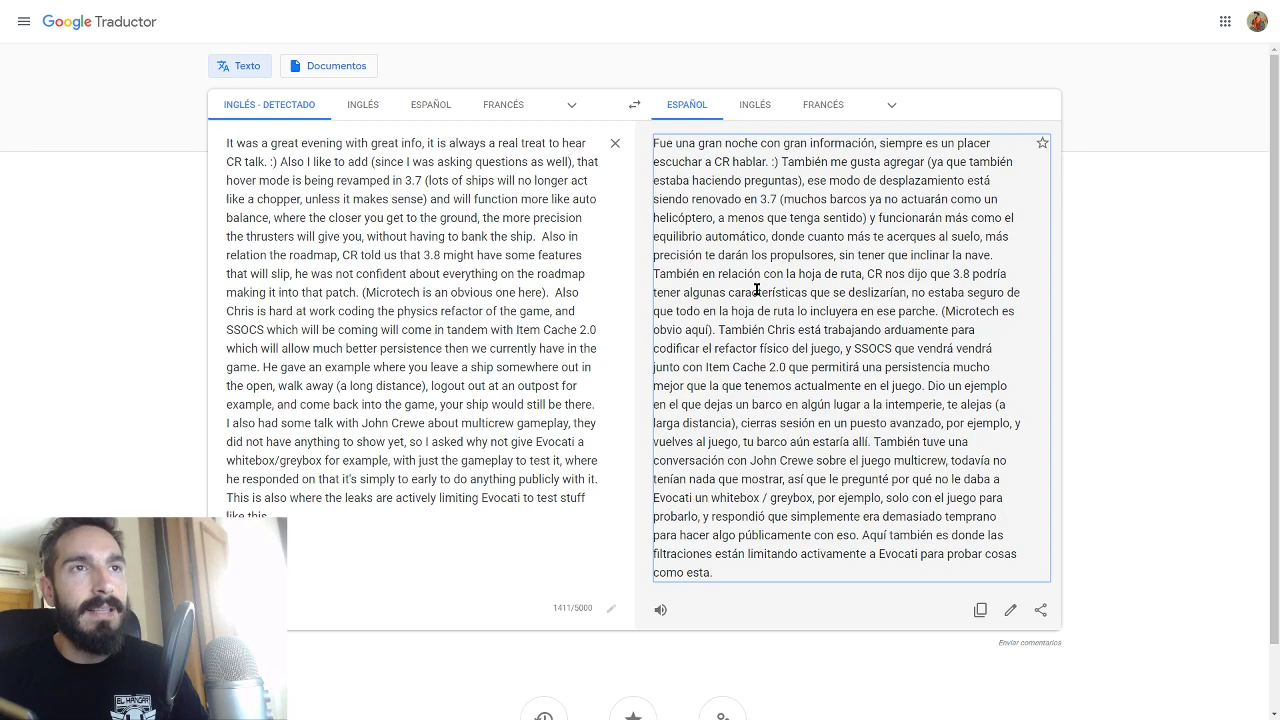 Google Traductor
Texto
Documentos
INGLÉS - DETECTADO
INGLÉS
ESPAÑOL
FRANCÉS
ESPAÑOL
INGLÉS
FRANCÉS
It was a great evening with great info, it is always a real treat to hear
CR talk. :) Also I like to add (since I was asking questions as well), that
hover mode is being revamped in 3.7 (lots of ships will no longer act
like a chopper, unless it makes sense) and will function more like auto
balance, where the closer you get to the ground, the more precision
the thrusters will give you, without having to bank the ship. Also in
relation the roadmap, CR told us that 3.8 might have some features
that will slip, he was not confident about everything on the roadmap
making it into that patch. (Microtech is an obvious one here). Also
Chris is hard at work coding the physics refactor of the game, and
SSOCS which will be coming will come in tandem with Item Cache 2.0
which will allow much better persistence then we currently have in the
game. He gave an example where you leave a ship somewhere out in
the open, walk away (a long distance), logout out at an outpost for
example, and come back into the game, your ship would still be there.
I also had some talk with John Crewe about multicrew gameplay, they
did not have anything to show yet, so I asked why not give Evocati a
whitebox/greybox for example, with just the gameplay to test it, where
he responded on that it's simply to early to do anything publicly with it.
This is also where the leaks are actively limiting Evocati to test stuff
like this.
1411/5000
Fue una gran noche con gran información, siempre es un placer
escuchar a CR hablar. :) También me gusta agregar (ya que también
estaba haciendo preguntas), ese modo de desplazamiento está
siendo renovado en 3.7 (muchos barcos ya no actuarán como un
helicóptero, a menos que tenga sentido) y funcionarán más como el
equilibrio automático, donde cuanto más te acerques al suelo, más
precisión te darán los propulsores, sin tener que inclinar la nave.
También en relación con la hoja de ruta, CR nos dijo que 3.8 podría
tener algunas características que se deslizarían, no estaba seguro de
que todo en la hoja de ruta lo incluyera en ese parche. (Microtech es
obvio aquí). También Chris está trabajando arduamente para
codificar el refactor físico del juego, y SSOCS que vendrá vendrá
junto con Item Cache 2.0 que permitirá una persistencia mucho
mejor que la que tenemos actualmente en el juego. Dio un ejemplo
en el que dejas un barco en algún lugar a la intemperie, te alejas (a
larga distancia), cierras sesión en un puesto avanzado, por ejemplo, y
vuelves al juego, tu barco aún estaría allí. También tuve una
conversación con John Crewe sobre el juego multicrew, todavía no
tenían nada que mostrar, así que le pregunté por qué no le daba a
Evocati un whitebox / greybox, por ejemplo, solo con el juego para
probarlo, y respondió que simplemente era demasiado temprano
para hacer algo públicamente con eso. Aquí también es donde las
filtraciones están limitando activamente a Evocati para probar cosas
como esta.
Enviar comentarios
EL HANGAR